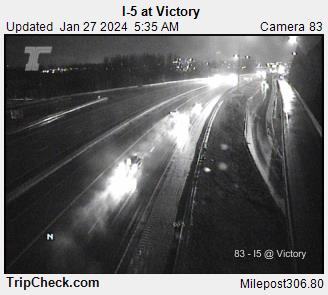 I-5 at Victory
Updated Jan 27 2024 5:35 AM Camera 83
T
N
83 - I5 @ Victory
TripCheck.com Milepost306.80